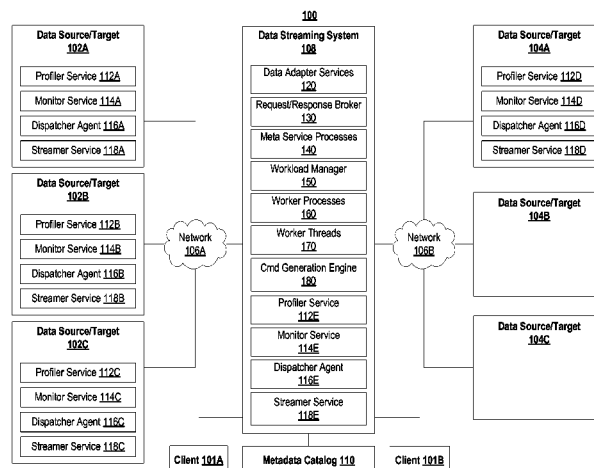 100
Data Source/Target
102A
Profiler Service 112A
Monitor Service 114A
Dispatcher Agent 116A
Streamer Service 118A
Data Source/Target
102B
Profiler Service 112B
Monitor Service 114B
Dispatcher Agent 116B
Streamer Service 118B
Data Source/Target
102C
Profiler Service 112C
Monitor Service 114C
Dispatcher Agent 116C
Streamer Service 118C
Network
106A
Data Streaming System
108
Data Adapter Services
120
Request/Response Broker
130
Meta Service Processes
140
Workload Manager
150
Worker Processes
160
Worker Threads
170
Cmd Generation Engine
180
Profiler Service
112E
Monitor Service
114E
Dispatcher Agent
116E
Streamer Service
118E
Network
106B
Data Source/Target
104A
Profiler Service 112D
Monitor Service 114D
Dispatcher Agent 116D
Streamer Service 118D
Data Source/Target
104B
Data Source/Target
104C
Client 101A
Metadata Catalog 110
Client 101B